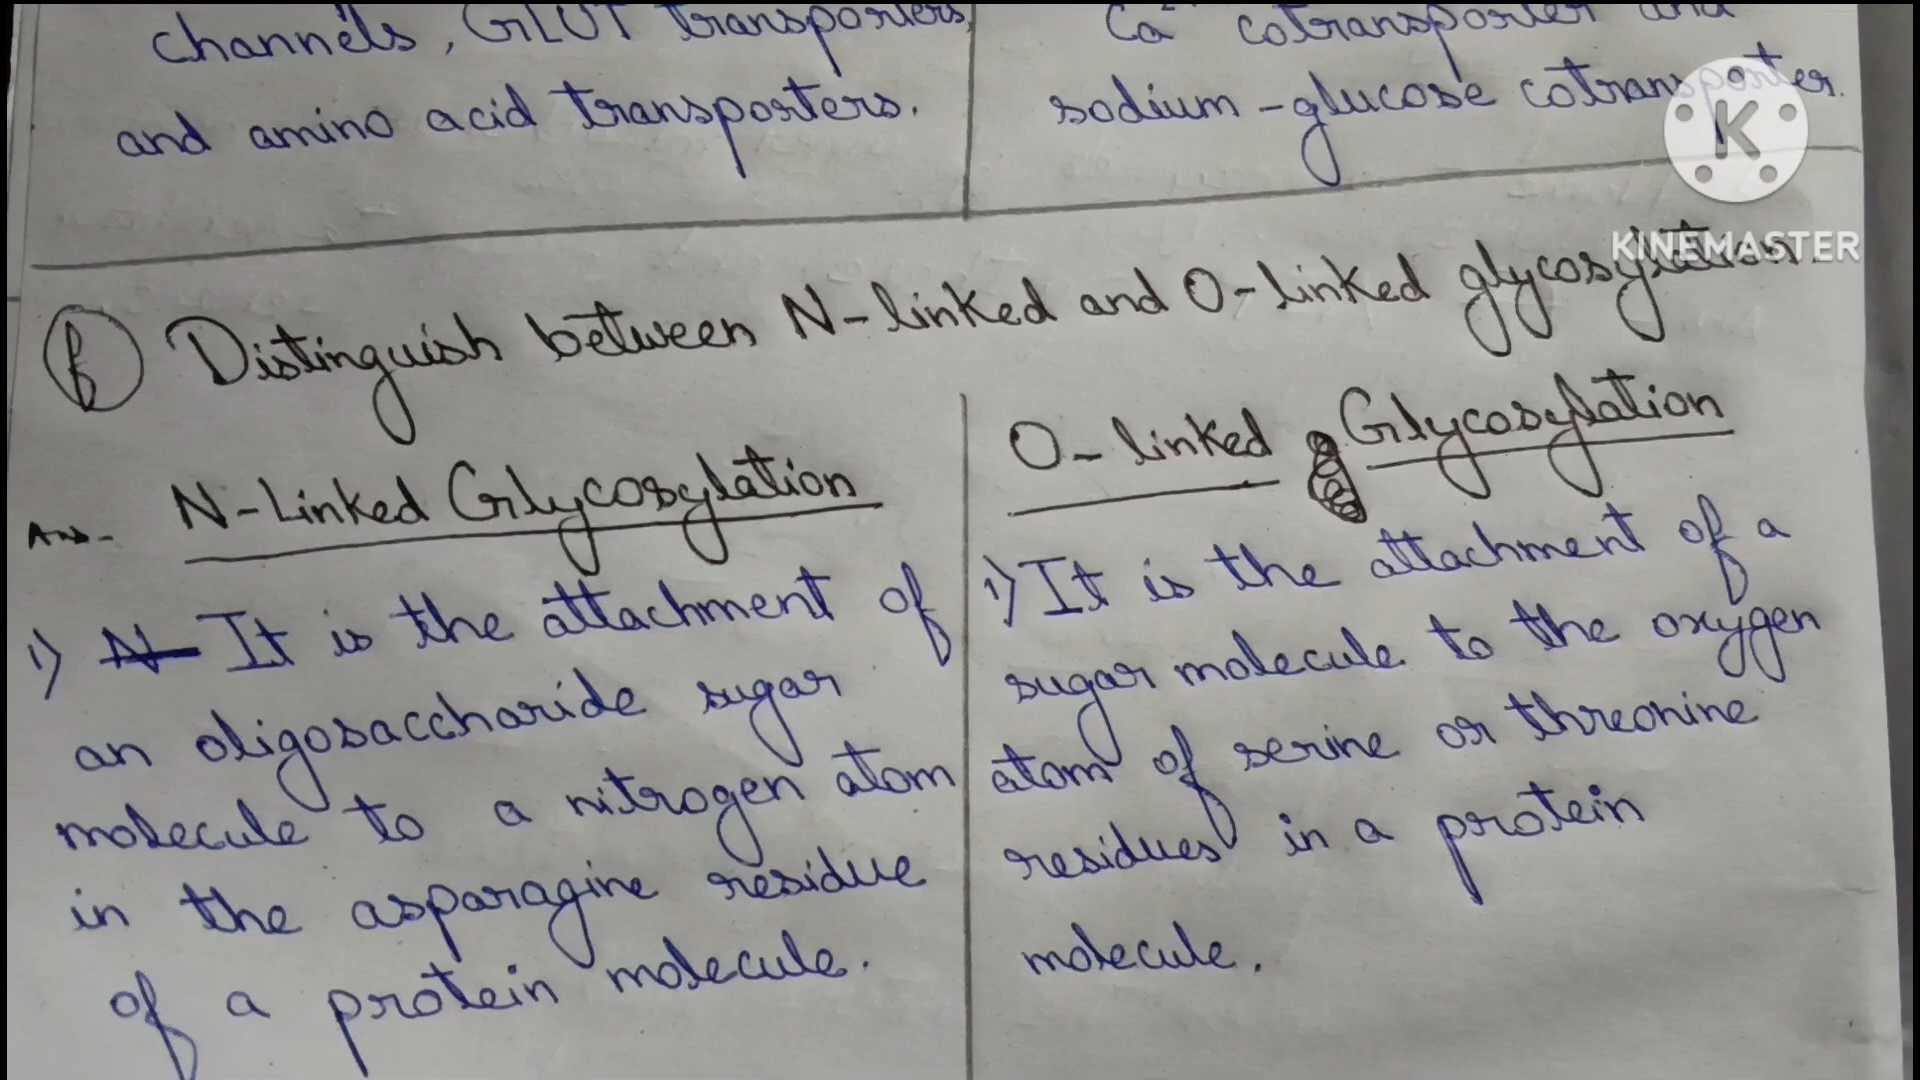 channels, GLUT transporters,
and amino acid transporters.
Ca²⁺ cotransporter and
sodium-glucose cotransporter.
K
KINEMASTER
f Distinguish between N-linked and O-linked glycosylation.
Ans. N-Linked Glycosylation
1) N- It is the attachment of
an oligosaccharide sugar
molecule to a nitrogen atom
in the asparagine residue
of a protein molecule.
O-linked Glycosylation
1) It is the attachment of a
sugar molecule to the oxygen
atom of serine or threonine
residues in a protein
molecule.